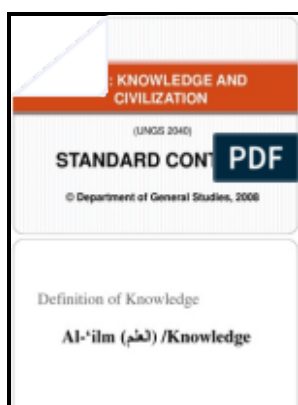 : KNOWLEDGE AND
CIVILIZATION
(UNGS 2040)
STANDARD CONT
PDF
© Department of General Studies, 2008
Definition of Knowledge
Al-‘ilm (العلم) /Knowledge